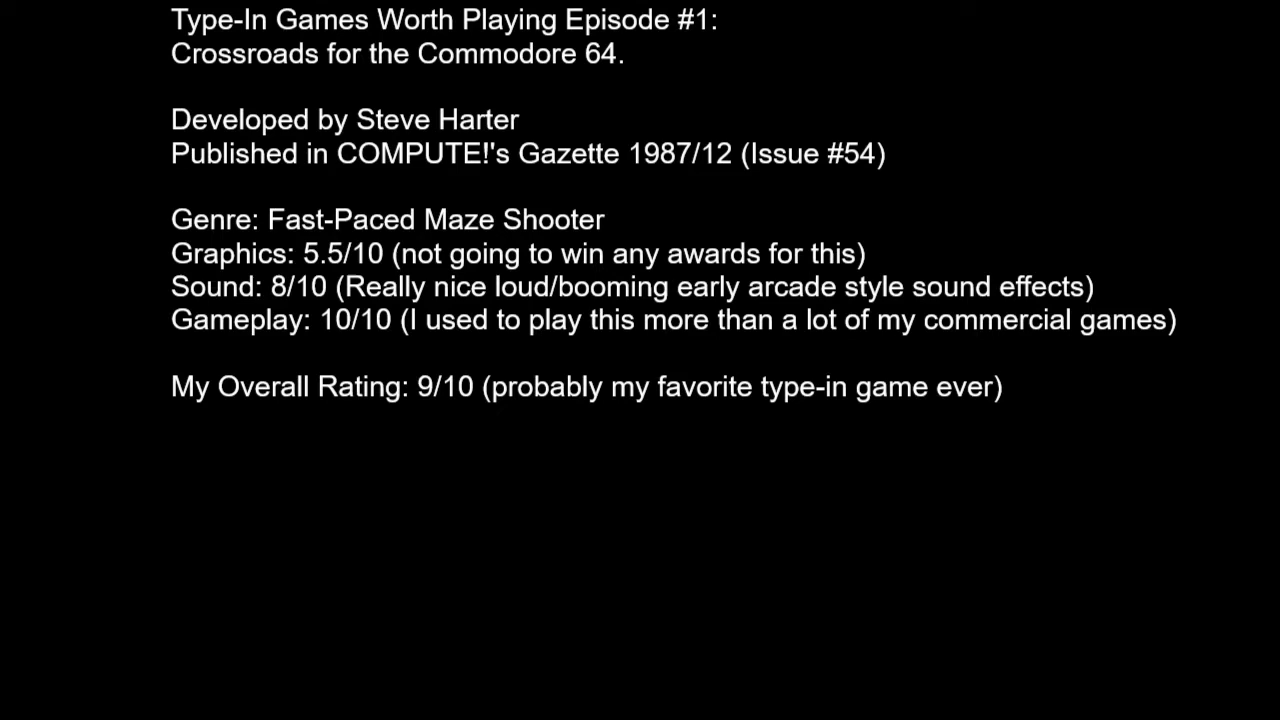 Type-In Games Worth Playing Episode #1:
Crossroads for the Commodore 64.
Developed by Steve Harter
Published in COMPUTE!'s Gazette 1987/12 (Issue #54)
Genre: Fast-Paced Maze Shooter
Graphics: 5.5/10 (not going to win any awards for this)
Sound: 8/10 (Really nice loud/booming early arcade style sound effects)
Gameplay: 10/10 (I used to play this more than a lot of my commercial games)
My Overall Rating: 9/10 (probably my favorite type-in game ever)